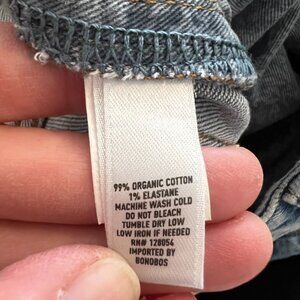 99% ORGANIC COTTON
1% ELASTANE
MACHINE WASH COLD
DO NOT BLEACH
TUMBLE DRY LOW
LOW IRON IF NEEDED
RN# 128054
IMPORTED BY
BONOBOS